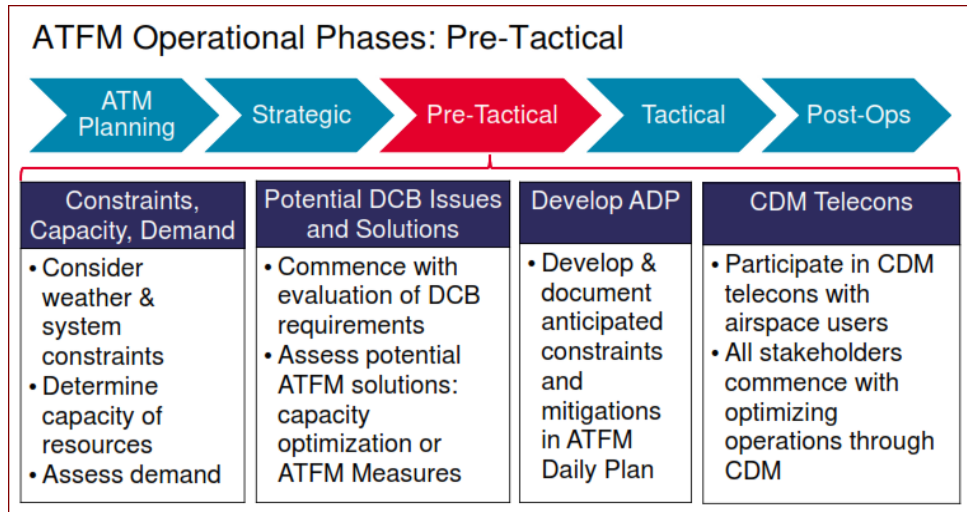 ATFM Operational Phases: Pre-Tactical
ATM
Planning
Strategic
Pre-Tactical
Tactical
Post-Ops
Constraints,
Capacity, Demand
• Consider
weather &
system
constraints
• Determine
capacity of
resources
• Assess demand
Potential DCB Issues
and Solutions
• Commence with
evaluation of DCB
requirements
• Assess potential
ATFM solutions:
capacity
optimization or
ATFM Measures
Develop ADP
• Develop &
document
anticipated
constraints
and
mitigations
in ATFM
Daily Plan
CDM Telecons
• Participate in CDM
telecons with
airspace users
• All stakeholders
commence with
optimizing
operations through
CDM